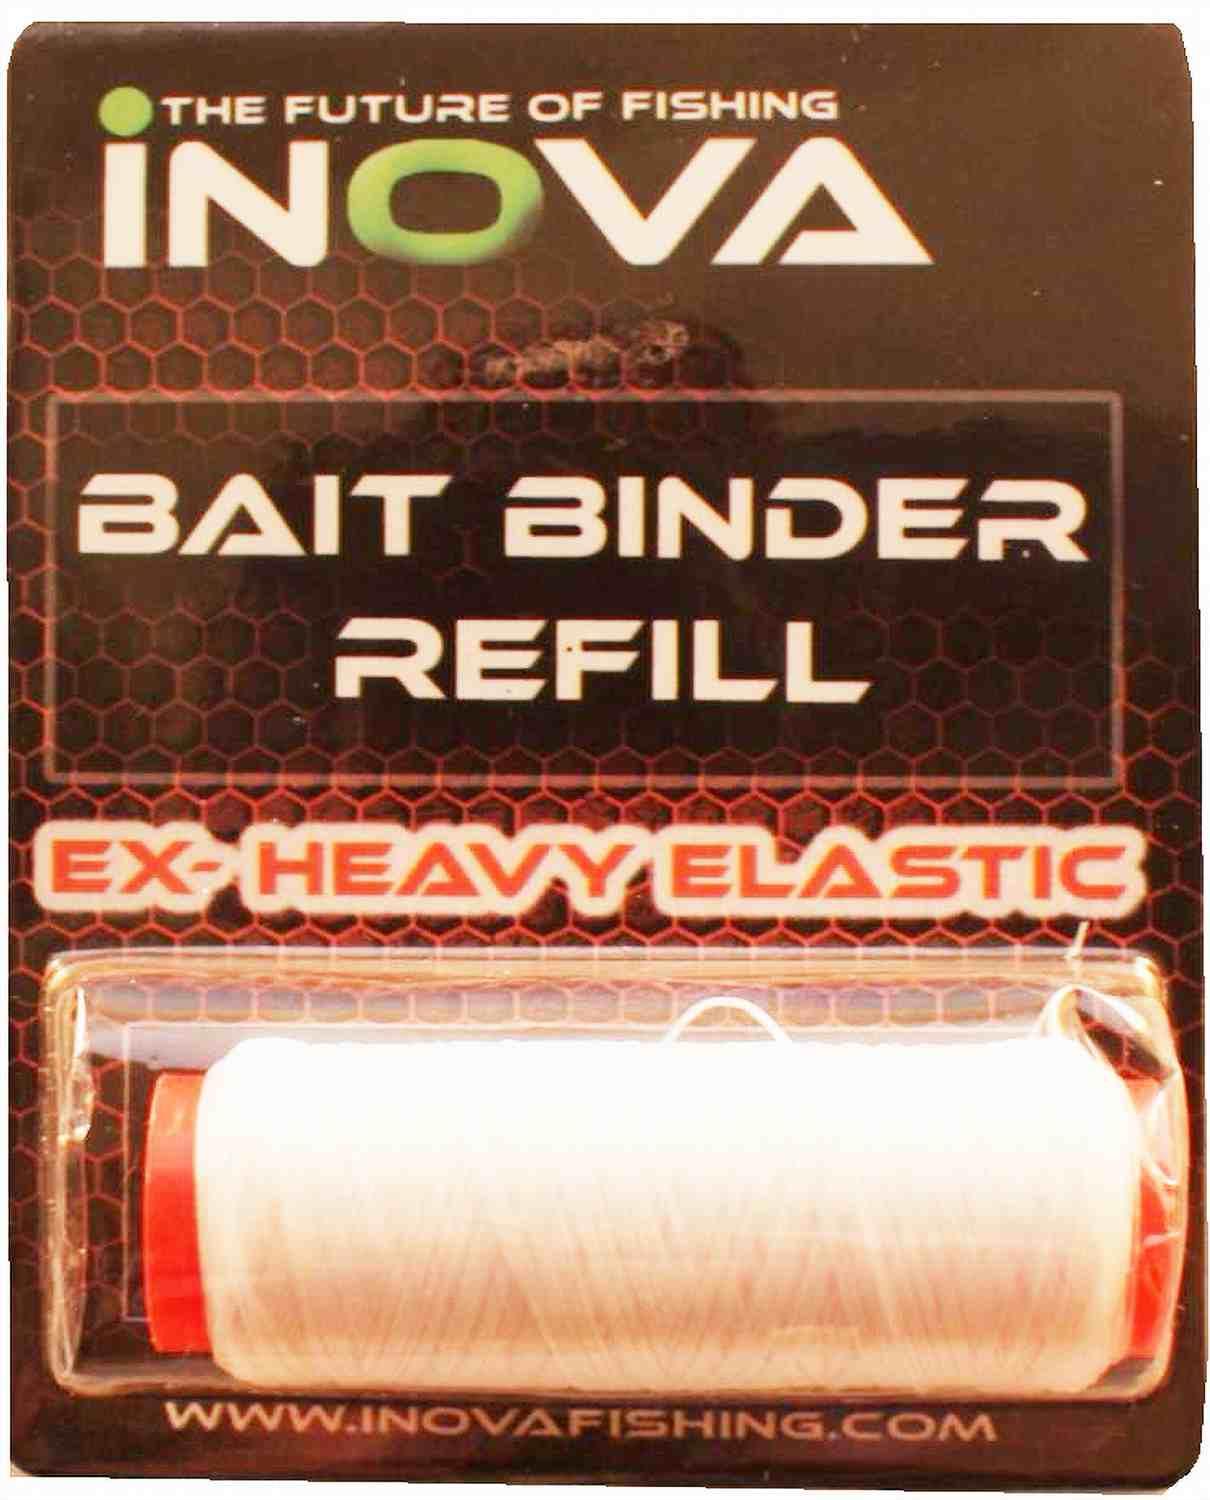 THE FUTURE OF FISHING
iNOVA
BAIT BINDER
REFILL
EX-HEAVY ELASTIC
WWW.INOVAFISHING.COM